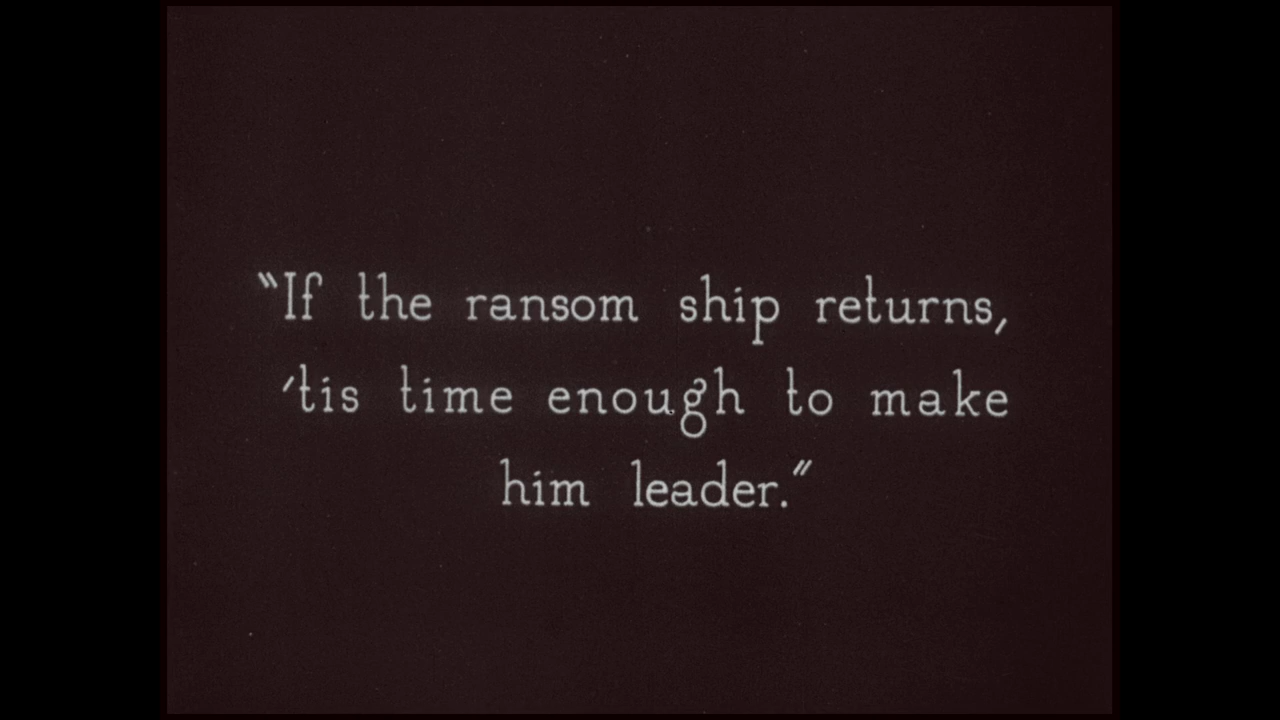 “If the ransom ship returns,
’tis time enough to make
him leader.”